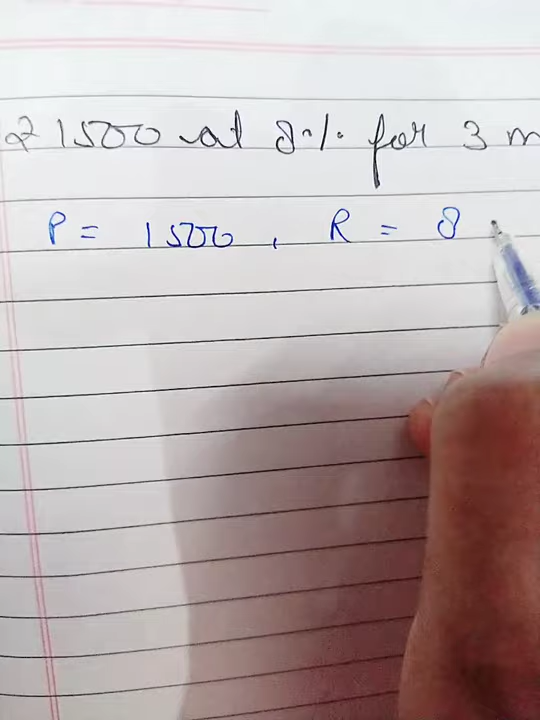 1500 at 8% for 3 m
P = 1500 , R = 8